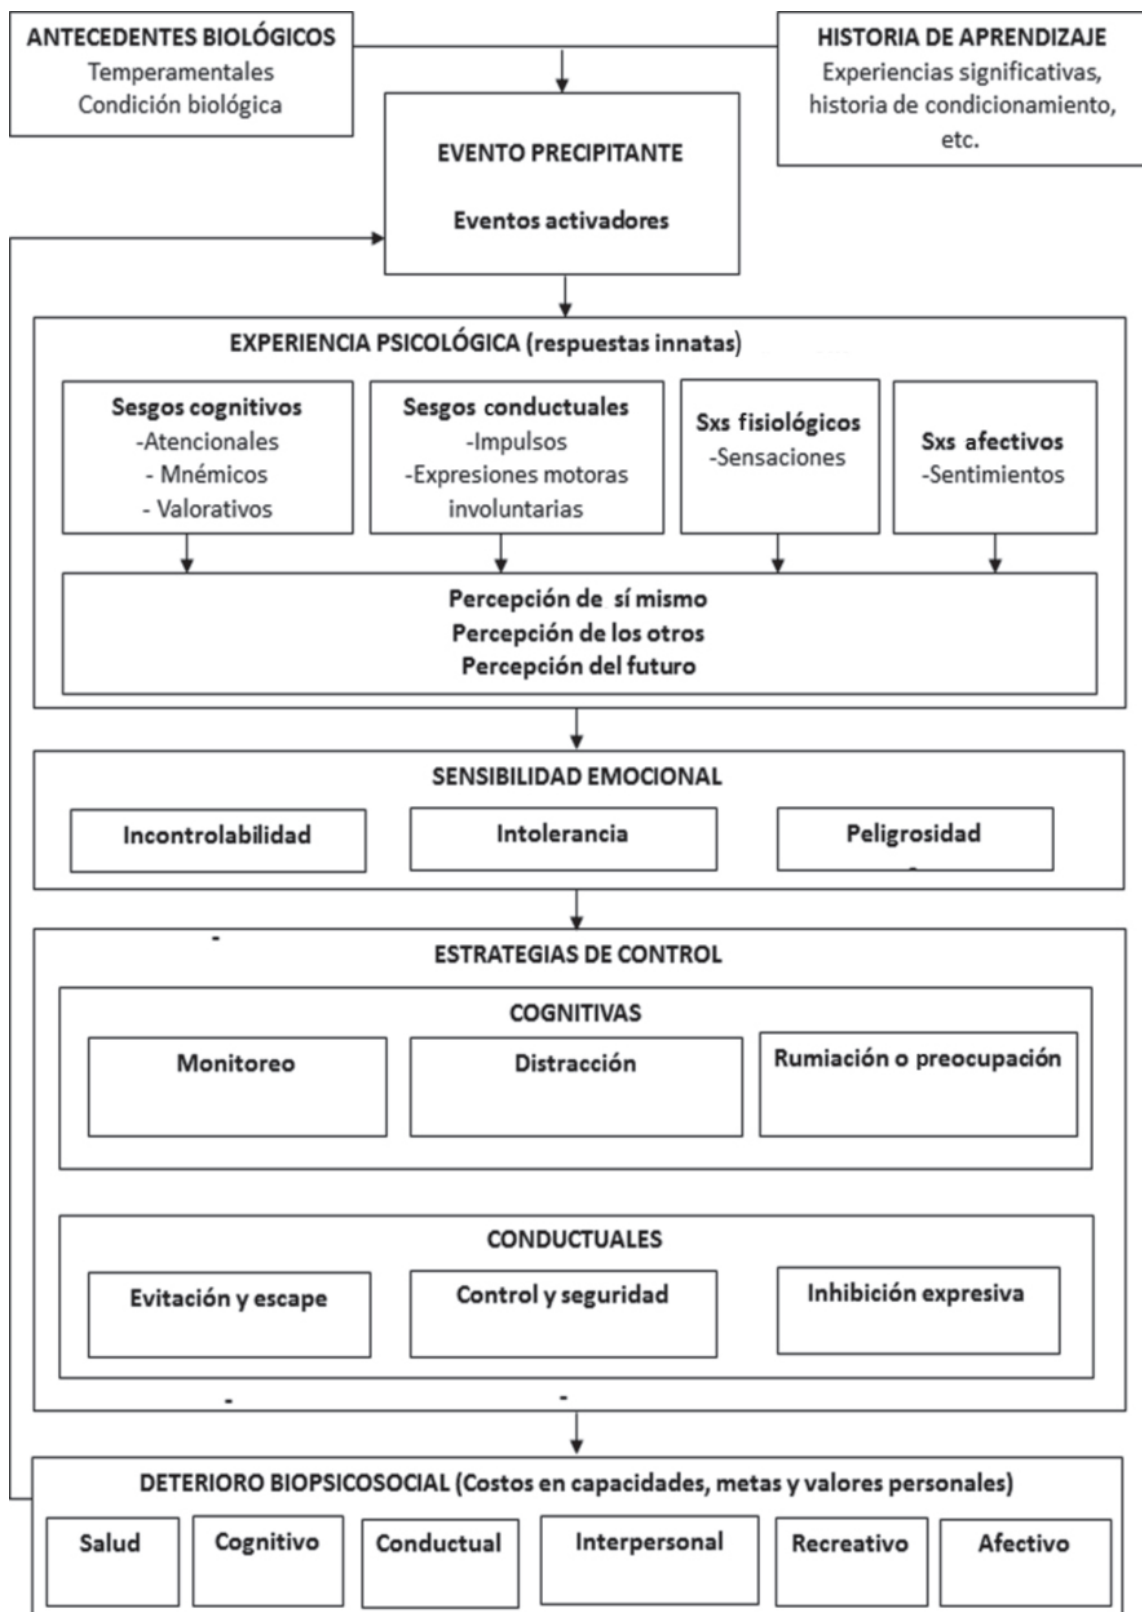 ANTECEDENTES BIOLÓGICOS
Temperamentales
Condición biológica
HISTORIA DE APRENDIZAJE
Experiencias significativas,
historia de condicionamiento,
etc.
EVENTO PRECIPITANTE
Eventos activadores
EXPERIENCIA PSICOLÓGICA (respuestas innatas)
Sesgos cognitivos
-Atencionales
- Mnémicos
- Valorativos
Sesgos conductuales
-Impulsos
-Expresiones motoras
involuntarias
Sxs fisiológicos
-Sensaciones
Sxs afectivos
-Sentimientos
Percepción de sí mismo
Percepción de los otros
Percepción del futuro
SENSIBILIDAD EMOCIONAL
Incontrolabilidad
Intolerancia
Peligrosidad
-
-
ESTRATEGIAS DE CONTROL
COGNITIVAS
Monitoreo
Distracción
Rumiación o preocupación
CONDUCTUALES
Evitación y escape
Control y seguridad
Inhibición expresiva
- -
DETERIORO BIOPSICOSOCIAL (Costos en capacidades, metas y valores personales)
Salud
Cognitivo
Conductual
Interpersonal
Recreativo
Afectivo